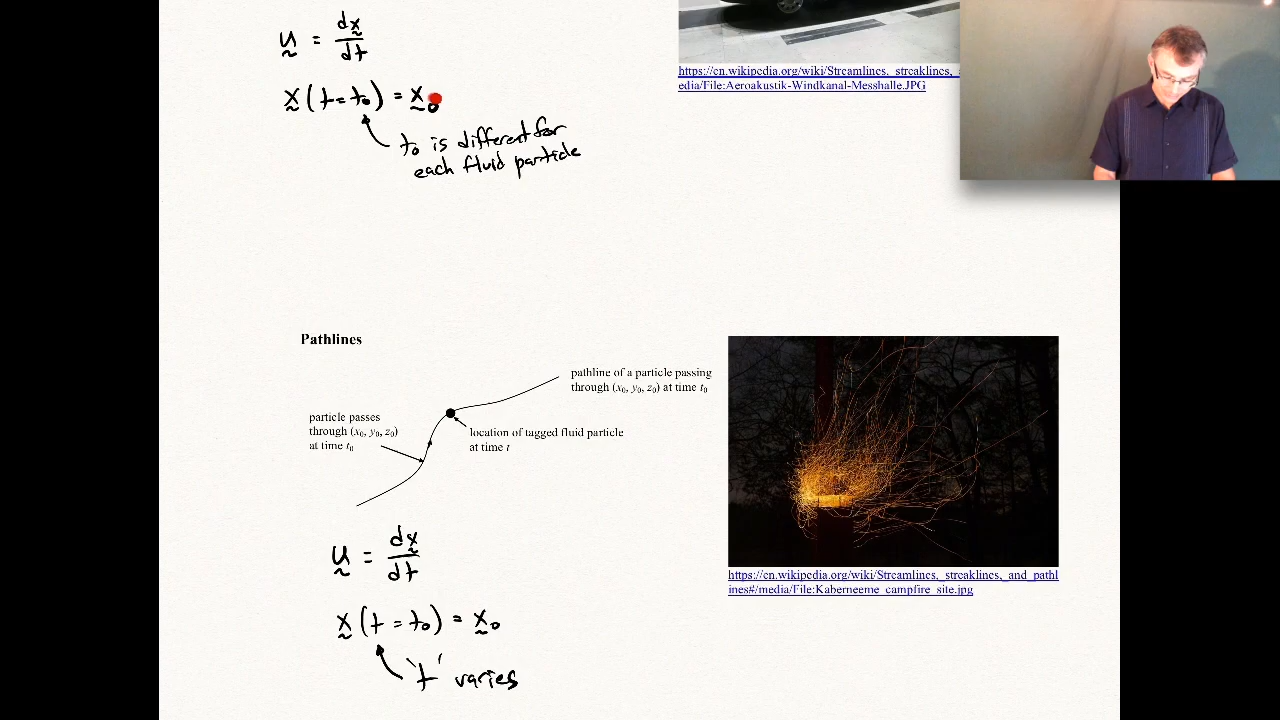 u = dx/dt
x(t=t₀) = x₀
t₀ is different for
each fluid particle
https://en.wikipedia.org/wiki/Streamlines,_streaklines,_
edia/File:Aeroakustik-Windkanal-Messhalle.JPG
Pathlines
pathline of a particle passing
through (x₀, y₀, z₀) at time t₀
particle passes
through (x₀, y₀, z₀)
at time t₀
location of tagged fluid particle
at time t
u = dx/dt
x(t = t₀) = x₀
't' varies
https://en.wikipedia.org/wiki/Streamlines,_streaklines,_and_pathl
ines#/media/File:Kaberneeme_campfire_site.jpg